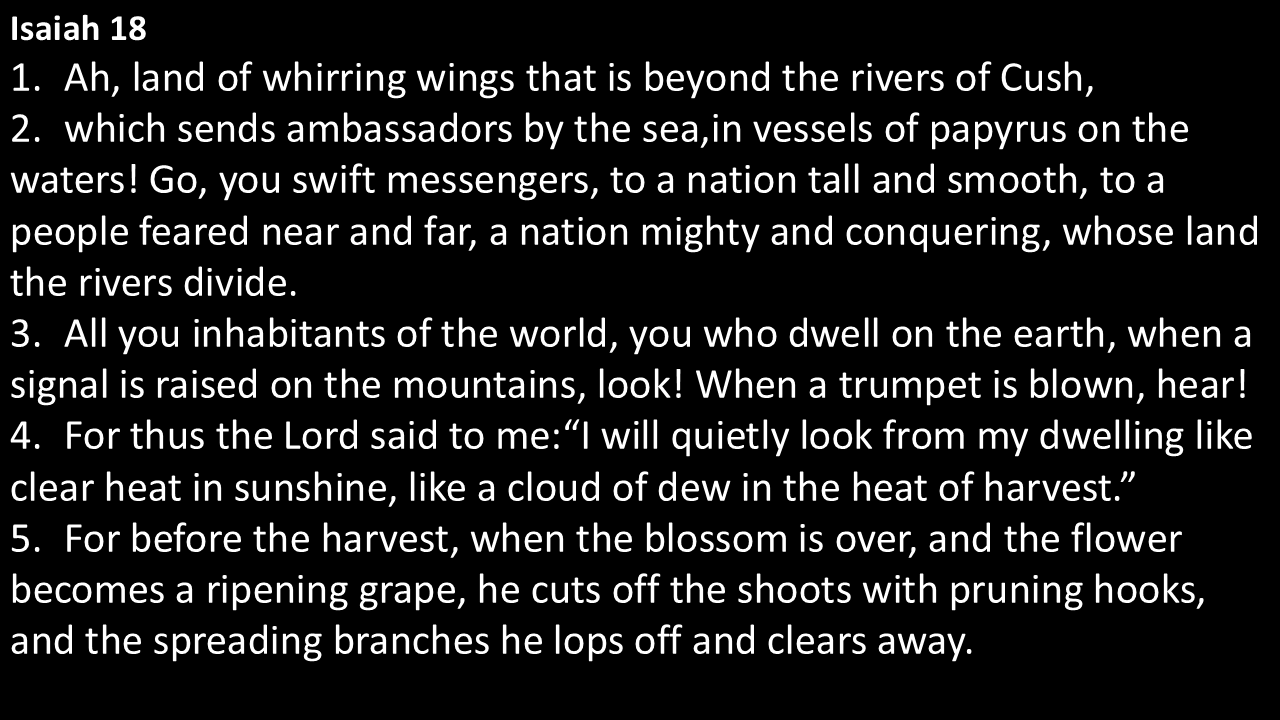 Isaiah 18
1. Ah, land of whirring wings that is beyond the rivers of Cush,
2. which sends ambassadors by the sea,in vessels of papyrus on the
waters! Go, you swift messengers, to a nation tall and smooth, to a
people feared near and far, a nation mighty and conquering, whose land
the rivers divide.
3. All you inhabitants of the world, you who dwell on the earth, when a
signal is raised on the mountains, look! When a trumpet is blown, hear!
4. For thus the Lord said to me:“I will quietly look from my dwelling like
clear heat in sunshine, like a cloud of dew in the heat of harvest.”
5. For before the harvest, when the blossom is over, and the flower
becomes a ripening grape, he cuts off the shoots with pruning hooks,
and the spreading branches he lops off and clears away.